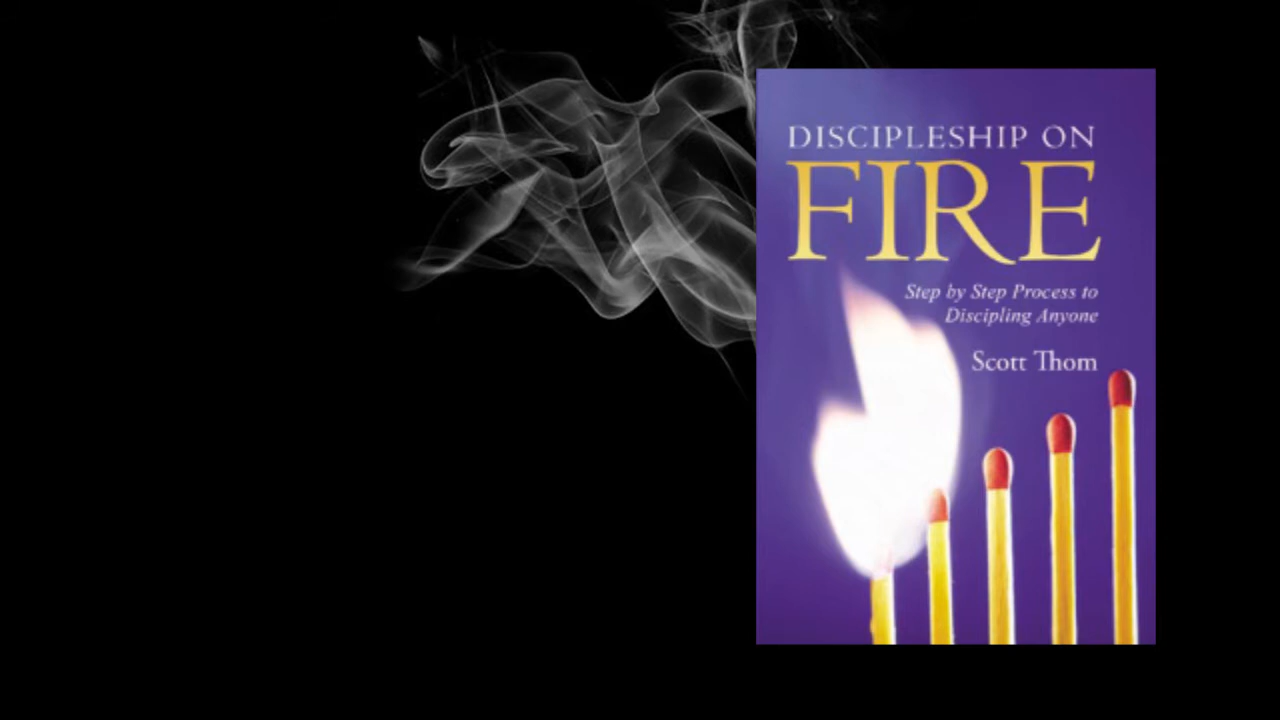 DISCIPLESHIP ON
FIRE
Step by Step Process to
Discipling Anyone
Scott Thom